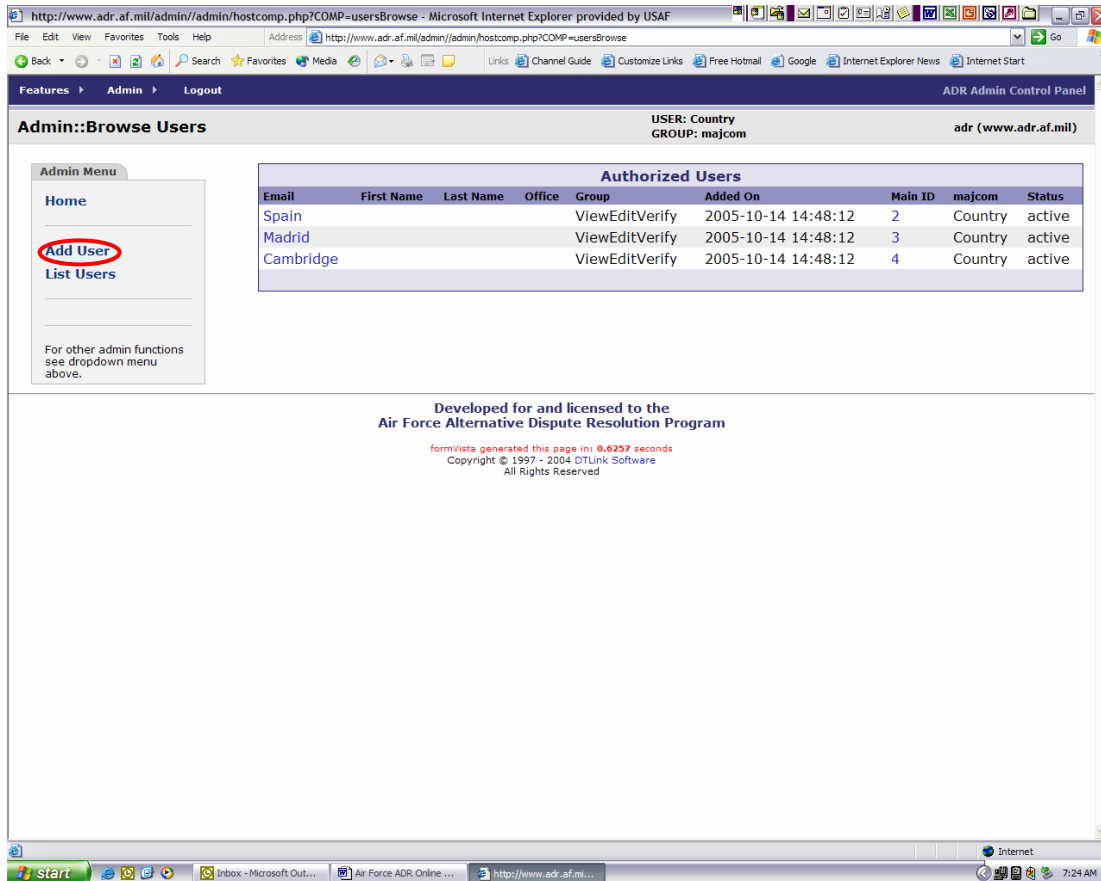 http://www.adr.af.mil/admin//admin/hostcomp.php?COMP=usersBrowse - Microsoft Internet Explorer provided by USAF
File Edit View Favorites Tools Help Address http://www.adr.af.mil/admin//admin/hostcomp.php?COMP=usersBrowse Go
Back Search Favorites Media Links Channel Guide Customize Links Free Hotmail Google Internet Explorer News Internet Start
Features Admin Logout ADR Admin Control Panel
Admin::Browse Users
USER: Country
GROUP: majcom
adr (www.adr.af.mil)
Admin Menu
Home
Add User
List Users
For other admin functions
see dropdown menu
above.
Authorized Users
Email First Name Last Name Office Group Added On Main ID majcom Status
Spain ViewEditVerify 2005-10-14 14:48:12 2 Country active
Madrid ViewEditVerify 2005-10-14 14:48:12 3 Country active
Cambridge ViewEditVerify 2005-10-14 14:48:12 4 Country active
Developed for and licensed to the
Air Force Alternative Dispute Resolution Program
formVista generated this page in: 0.6257 seconds
Copyright © 1997 - 2004 DTLink Software
All Rights Reserved
Internet
start Inbox - Microsoft Out... Air Force ADR Online ... http://www.adr.af.mi... 7:24 AM